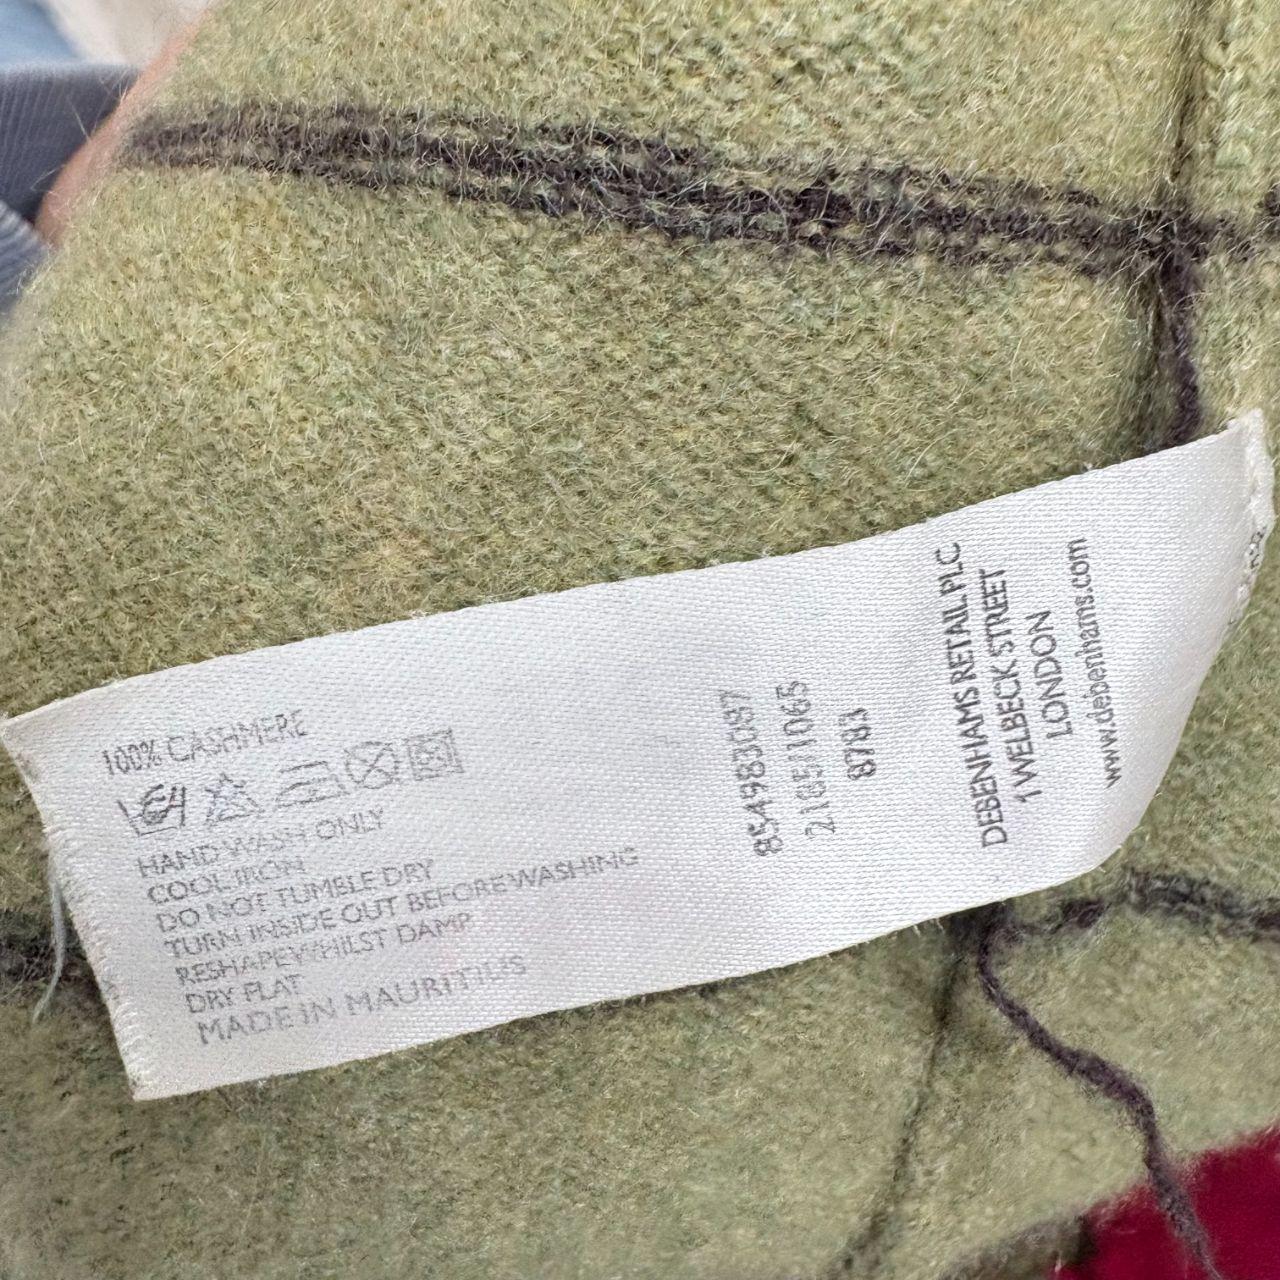 100% CASHMERE
HAND WASH ONLY
COOL IRON
DO NOT TUMBLE DRY
TURN INSIDE OUT BEFORE WASHING
RESHAPE WHILST DAMP
DRY FLAT
MADE IN MAURITIUS
854983087
2185/1065
8783
DEBENHAMS RETAIL PLC
1 WELBECK STREET
LONDON
www.debenhams.com